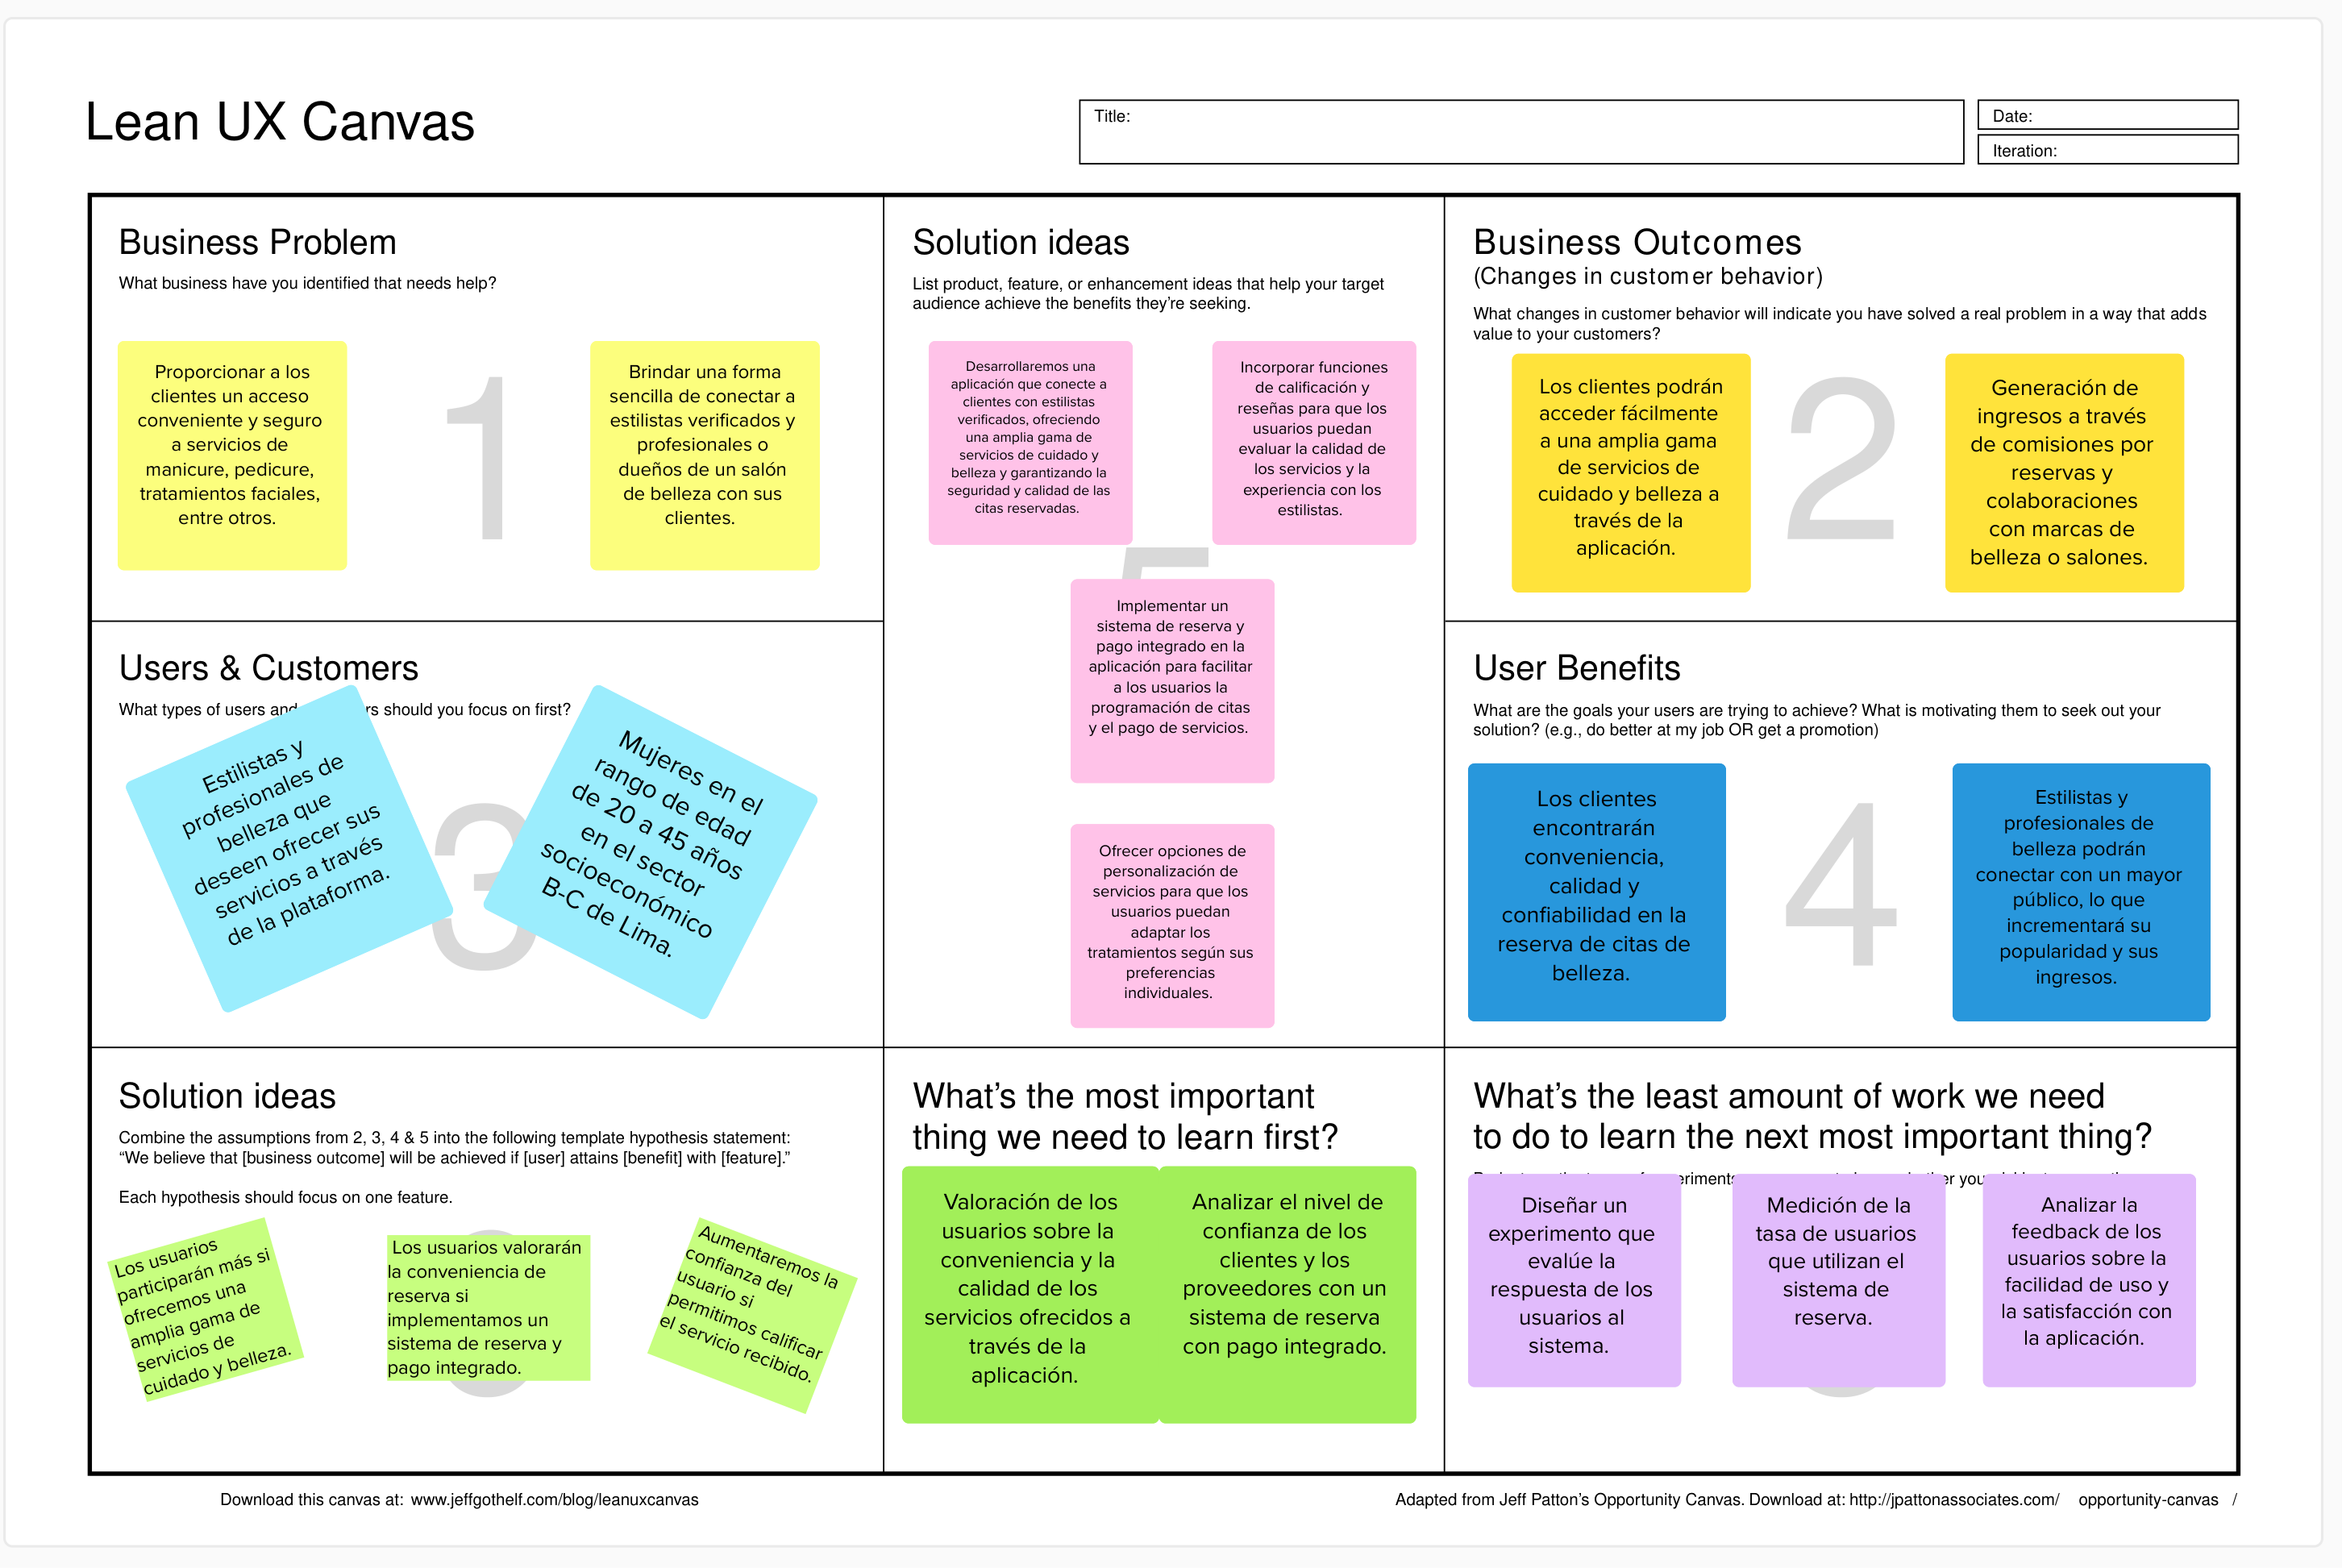 Lean UX Canvas
Title:
Date:
Iteration:
Business Problem
What business have you identified that needs help?
Proporcionar a los
clientes un acceso
conveniente y seguro
a servicios de
manicure, pedicure,
tratamientos faciales,
entre otros.
1
Brindar una forma
sencilla de conectar a
estilistas verificados y
profesionales o
dueños de un salón
de belleza con sus
clientes.
Solution ideas
List product, feature, or enhancement ideas that help your target
audience achieve the benefits they’re seeking.
Desarrollaremos una
aplicación que conecte a
clientes con estilistas
verificados, ofreciendo
una amplia gama de
servicios de cuidado y
belleza y garantizando la
seguridad y calidad de las
citas reservadas.
Incorporar funciones
de calificación y
reseñas para que los
usuarios puedan
evaluar la calidad de
los servicios y la
experiencia con los
estilistas.
Implementar un
sistema de reserva y
pago integrado en la
aplicación para facilitar
a los usuarios la
programación de citas
y el pago de servicios.
Ofrecer opciones de
personalización de
servicios para que los
usuarios puedan
adaptar los
tratamientos según sus
preferencias
individuales.
Business Outcomes
(Changes in customer behavior)
What changes in customer behavior will indicate you have solved a real problem in a way that adds
value to your customers?
Los clientes podrán
acceder fácilmente
a una amplia gama
de servicios de
cuidado y belleza a
través de la
aplicación.
2
Generación de
ingresos a través
de comisiones por
reservas y
colaboraciones
con marcas de
belleza o salones.
Users & Customers
What types of users and should you focus on first?
Estilistas y
profesionales de
belleza que
deseen ofrecer sus
servicios a través
de la plataforma.
3
Mujeres en el
rango de edad
de 20 a 45 años
en el sector
socioeconómico
B-C de Lima.
User Benefits
What are the goals your users are trying to achieve? What is motivating them to seek out your
solution? (e.g., do better at my job OR get a promotion)
Los clientes
encontrarán
conveniencia,
calidad y
confiabilidad en la
reserva de citas de
belleza.
4
Estilistas y
profesionales de
belleza podrán
conectar con un mayor
público, lo que
incrementará su
popularidad y sus
ingresos.
Solution ideas
Combine the assumptions from 2, 3, 4 & 5 into the following template hypothesis statement:
“We believe that [business outcome] will be achieved if [user] attains [benefit] with [feature].”
Each hypothesis should focus on one feature.
Los usuarios
participarán más si
ofrecemos una
amplia gama de
servicios de
cuidado y belleza.
Los usuarios valorarán
la conveniencia de
reserva si
implementamos un
sistema de reserva y
pago integrado.
Aumentaremos la
confianza del
usuario si
permitimos calificar
el servicio recibido.
What’s the most important
thing we need to learn first?
Valoración de los
usuarios sobre la
conveniencia y la
calidad de los
servicios ofrecidos a
través de la
aplicación.
Analizar el nivel de
confianza de los
clientes y los
proveedores con un
sistema de reserva
con pago integrado.
What’s the least amount of work we need
to do to learn the next most important thing?
Diseñar un
experimento que
evalúe la
respuesta de los
usuarios al
sistema.
Medición de la
tasa de usuarios
que utilizan el
sistema de
reserva.
Analizar la
feedback de los
usuarios sobre la
facilidad de uso y
la satisfacción con
la aplicación.
Download this canvas at: www.jeffgothelf.com/blog/leanuxcanvas
Adapted from Jeff Patton’s Opportunity Canvas. Download at: http://jpattonassociates.com/ opportunity-canvas /